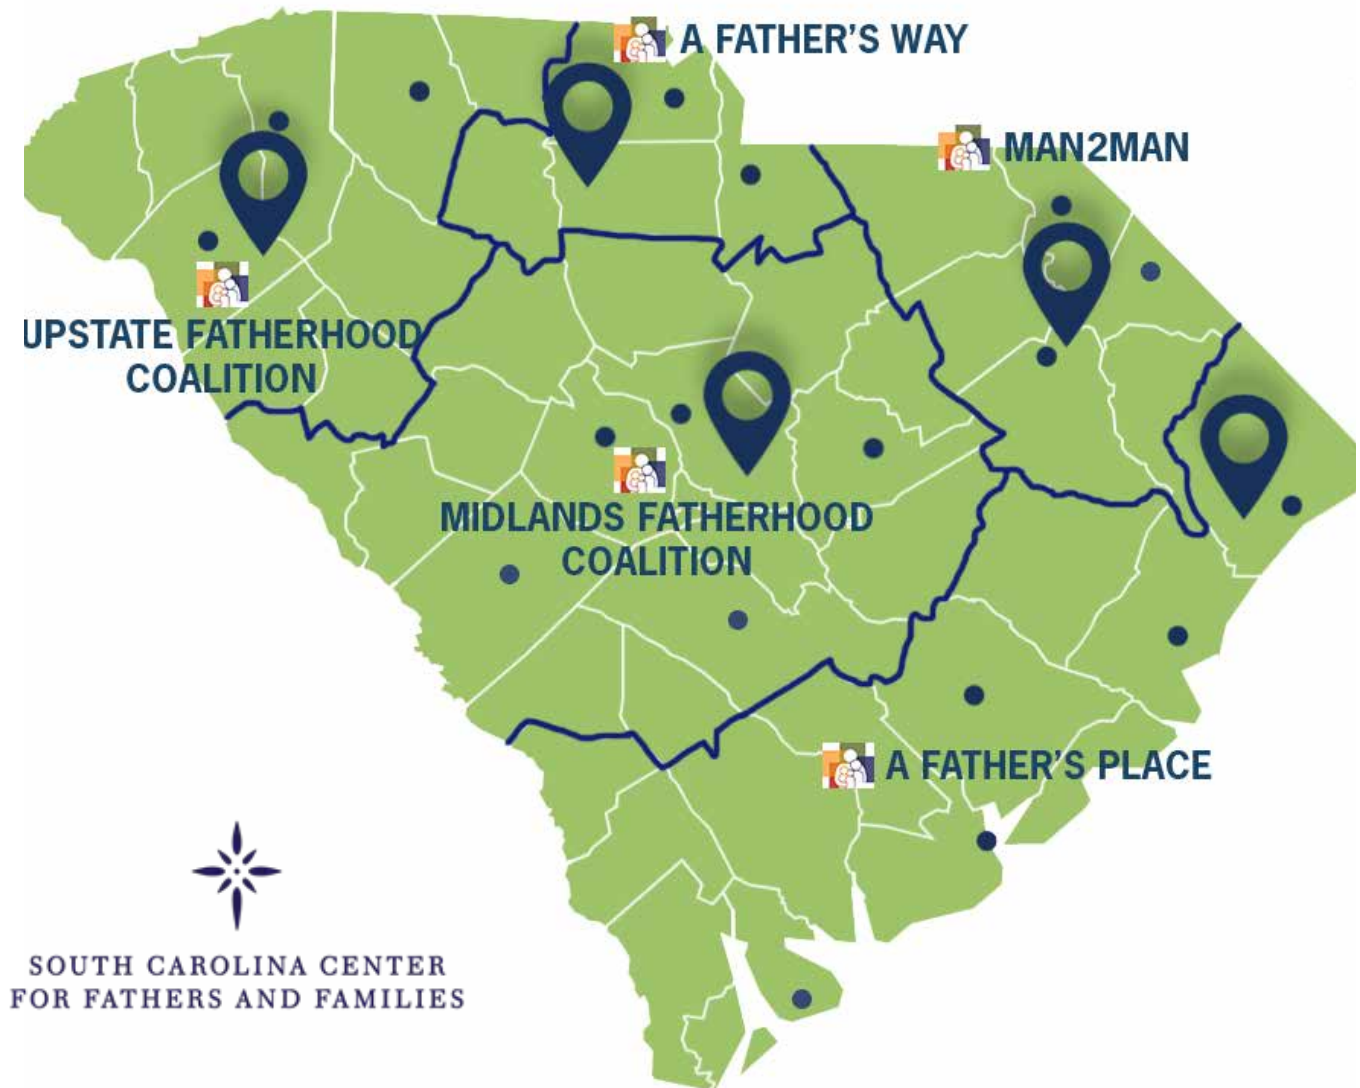 A FATHER'S WAY
MAN2MAN
UPSTATE FATHERHOOD
COALITION
MIDLANDS FATHERHOOD
COALITION
A FATHER'S PLACE
SOUTH CAROLINA CENTER
FOR FATHERS AND FAMILIES